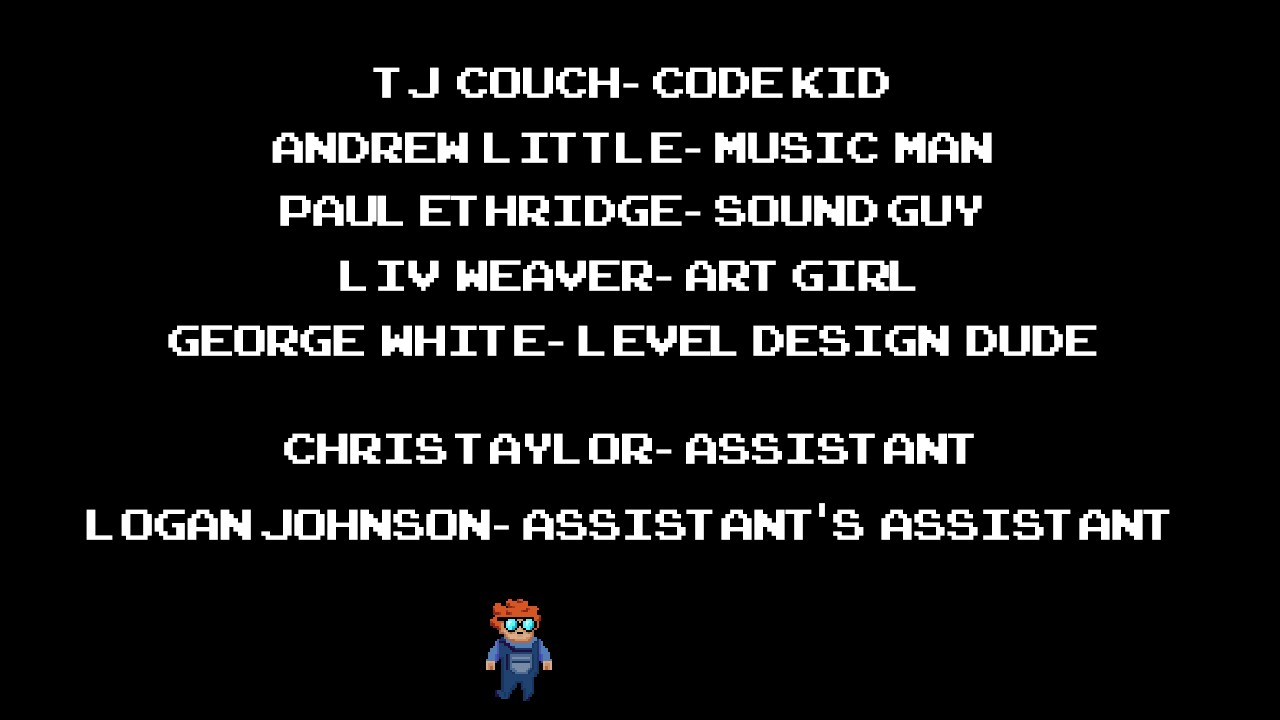 TJ COUCH- CODE KID
ANDREW LITTLE- MUSIC MAN
PAUL ETHRIDGE- SOUND GUY
LIV WEAVER- ART GIRL
GEORGE WHITE- LEVEL DESIGN DUDE
CHRIS TAYLOR- ASSISTANT
LOGAN JOHNSON- ASSISTANT'S ASSISTANT